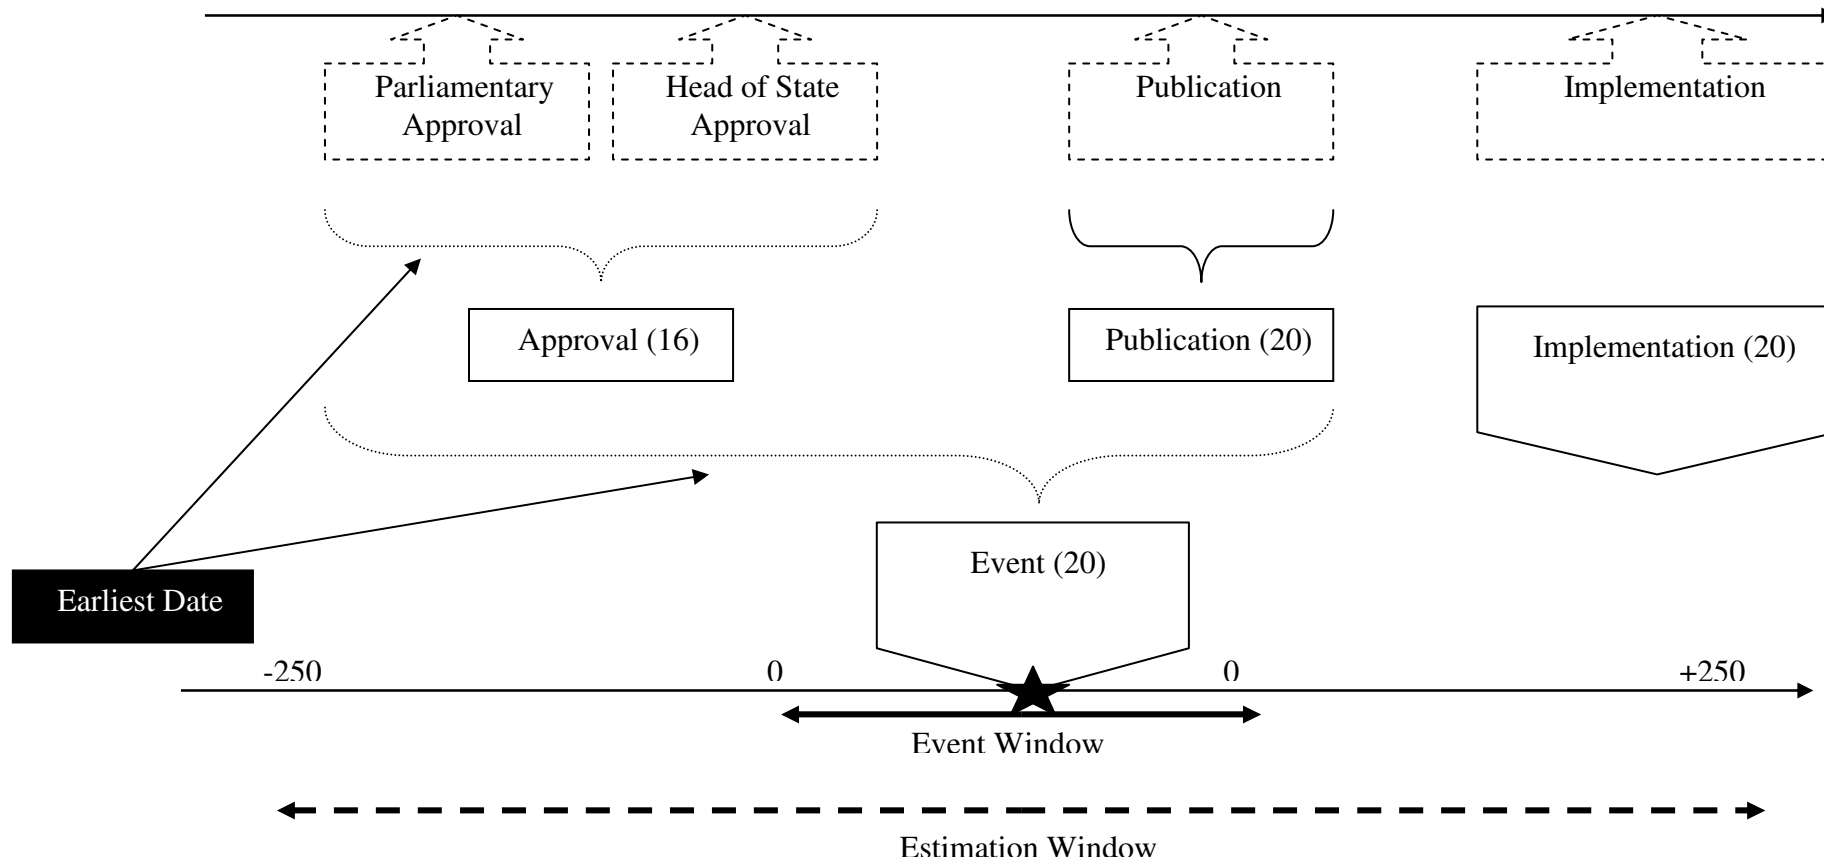 Parliamentary
Approval
Head of State
Approval
Publication
Implementation
Approval (16)
Publication (20)
Implementation (20)
Event (20)
Earliest Date
-250
0
0
+250
Event Window
Estimation Window